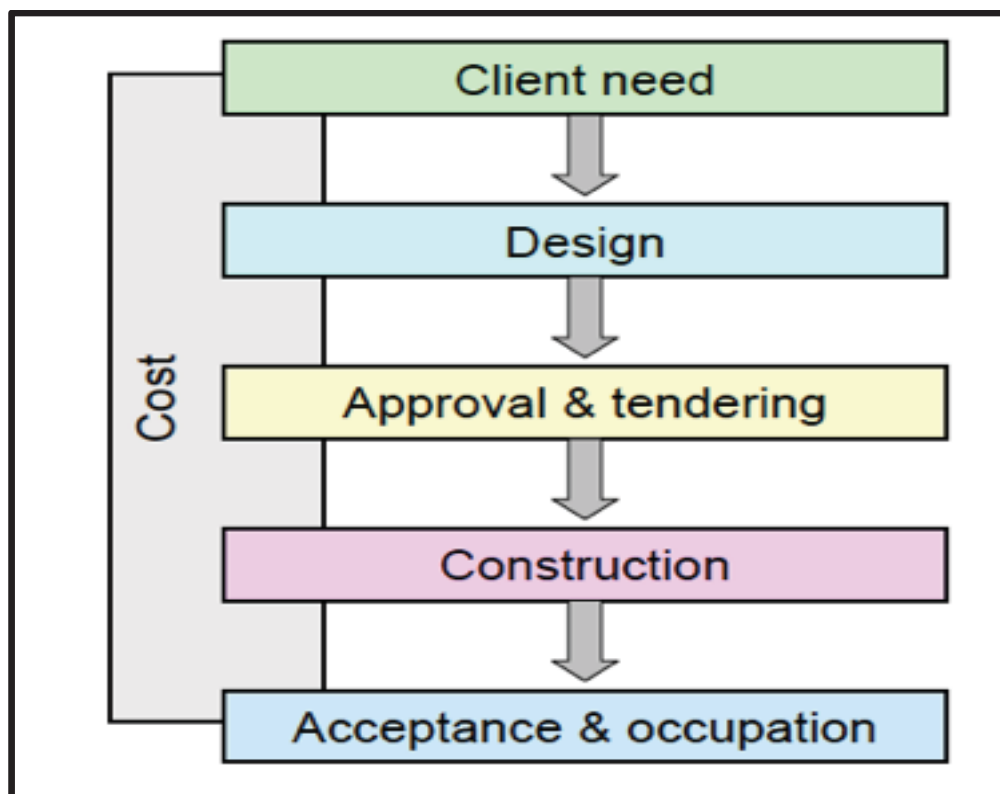 Client need
Design
Cost
Approval & tendering
Construction
Acceptance & occupation